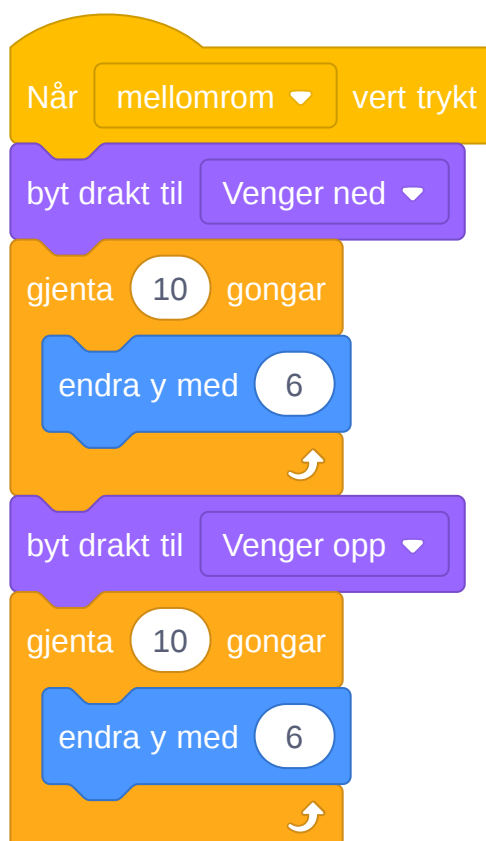 Når mellomrom vert trykt
byt drakt til Venger ned
gjenta 10 gongar
endra y med 6
byt drakt til Venger opp
gjenta 10 gongar
endra y med 6